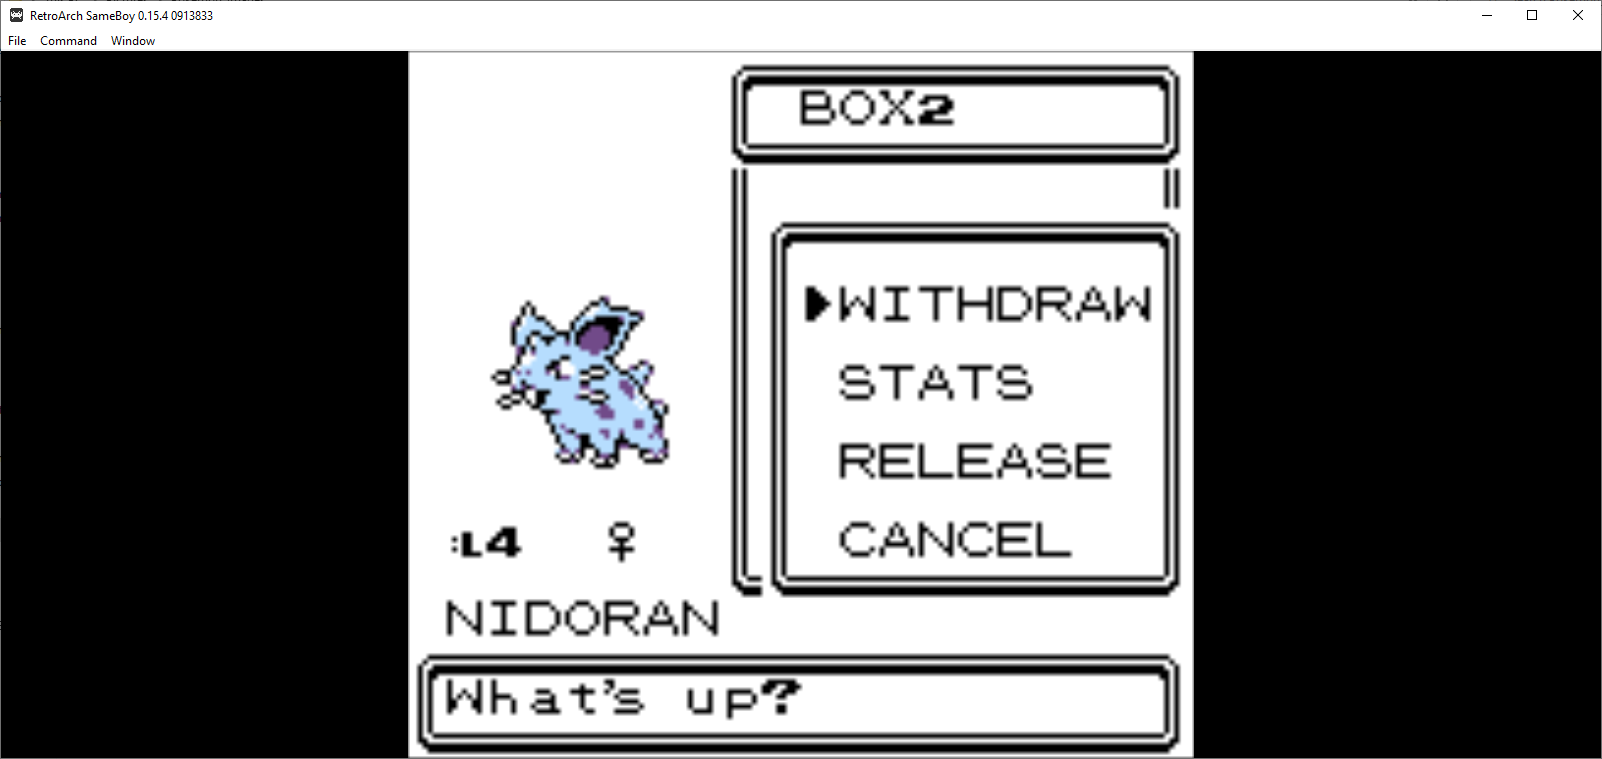 RetroArch SameBoy 0.15.4 0913833
File Command Window
BOX2
▶WITHDRAW
STATS
RELEASE
CANCEL
:L4 ♀
NIDORAN
What's up?